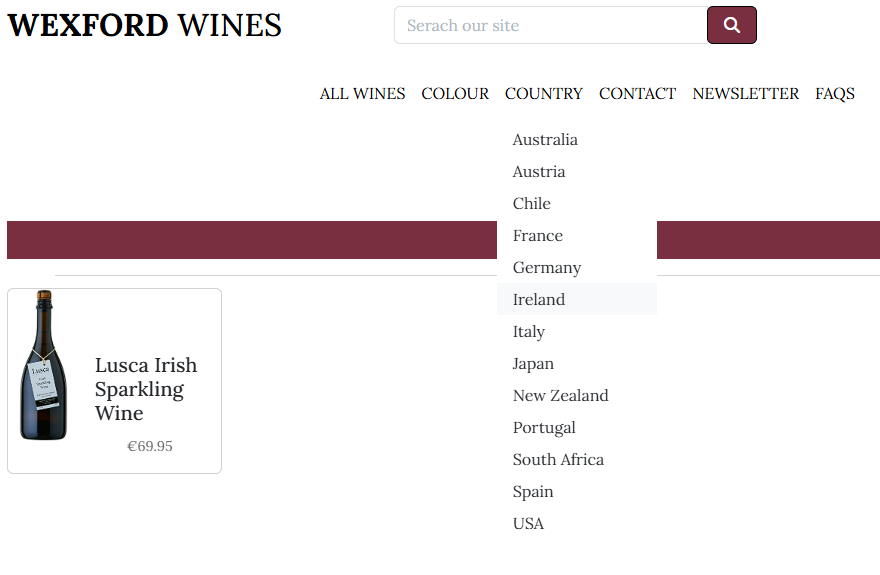 WEXFORD WINES
Serach our site
ALL WINES COLOUR COUNTRY CONTACT NEWSLETTER FAQS
Australia
Austria
Chile
France
Germany
Ireland
Italy
Japan
New Zealand
Portugal
South Africa
Spain
USA
Lusca
Lusca Irish
Sparkling
Wine
€69.95